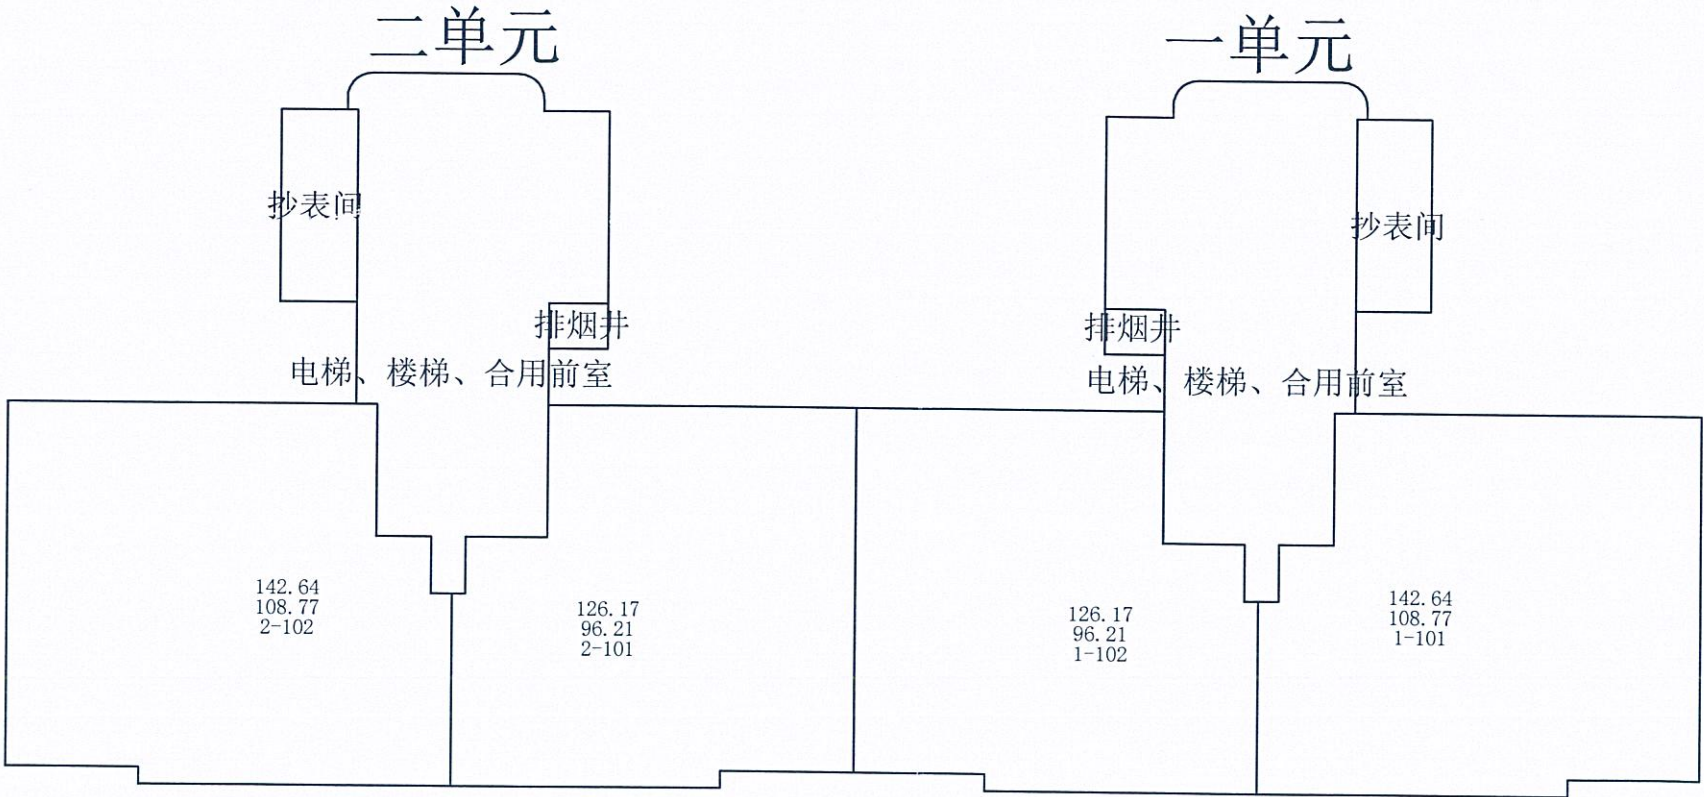 二单元
一单元
抄表间
抄表间
排烟井
排烟井
电梯、楼梯、合用前室
电梯、楼梯、合用前室
142.64
108.77
2-102
126.17
96.21
2-101
126.17
96.21
1-102
142.64
108.77
1-101